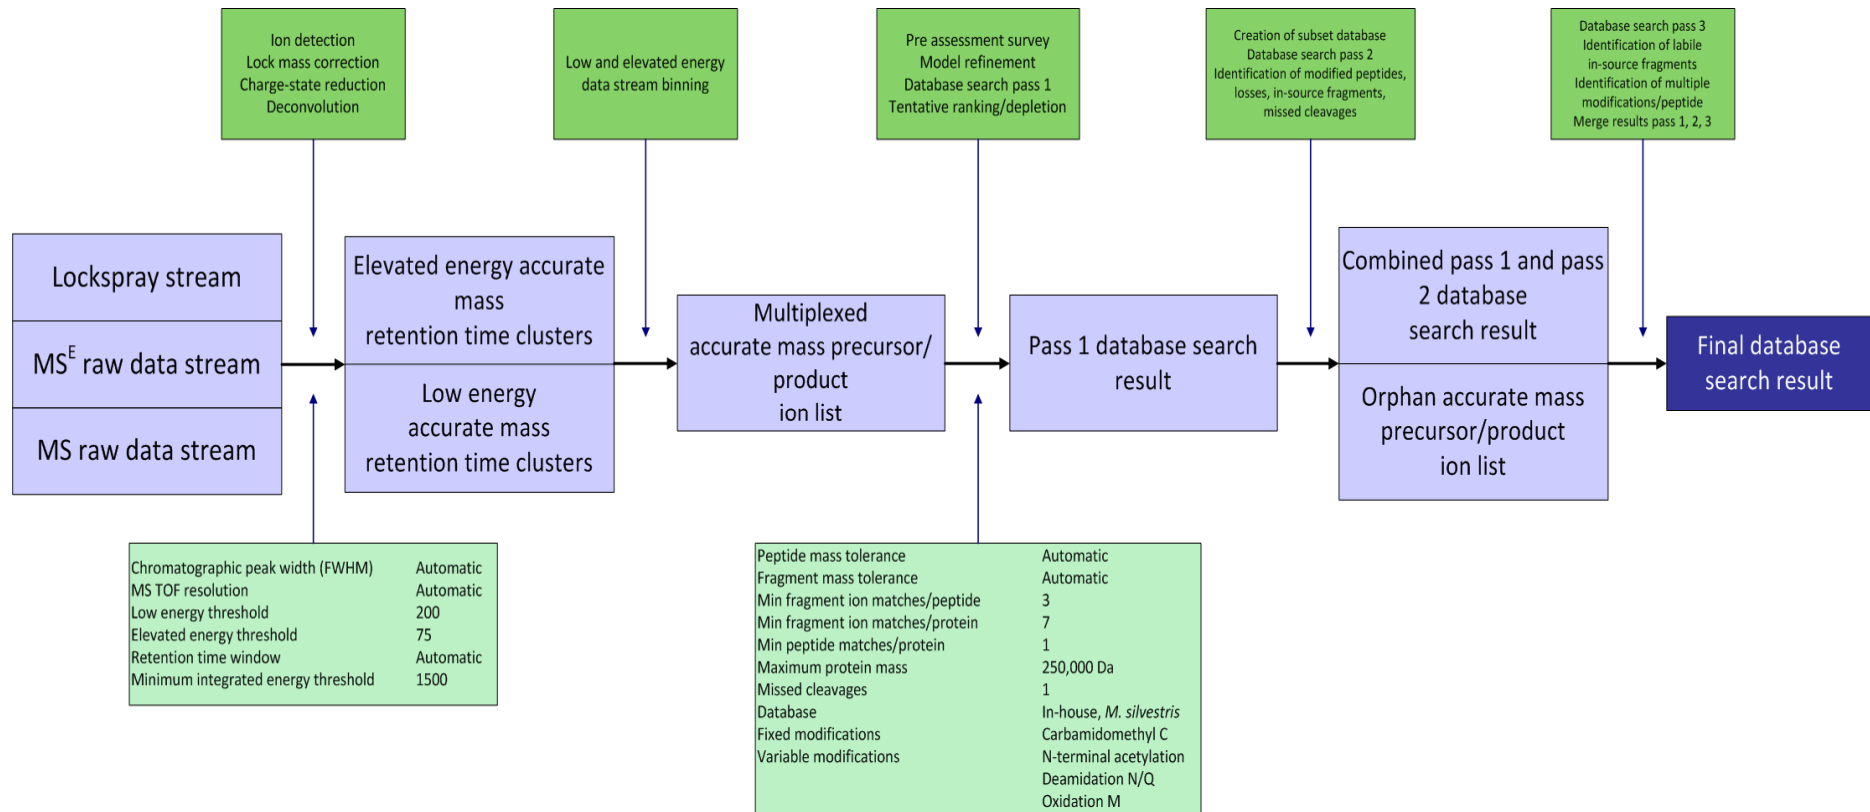 Ion detection
Lock mass correction
Charge-state reduction
Deconvolution
Low and elevated energy
data stream binning
Pre assessment survey
Model refinement
Database search pass 1
Tentative ranking/depletion
Creation of subset database
Database search pass 2
Identification of modified peptides,
losses, in-source fragments,
missed cleavages
Database search pass 3
Identification of labile
in-source fragments
Identification of multiple
modifications/peptide
Merge results pass 1, 2, 3
Lockspray stream
MS^E raw data stream
MS raw data stream
Elevated energy accurate
mass
retention time clusters
Low energy
accurate mass
retention time clusters
Multiplexed
accurate mass precursor/
product
ion list
Pass 1 database search
result
Combined pass 1 and pass
2 database
search result
Orphan accurate mass
precursor/product
ion list
Final database
search result
Chromatographic peak width (FWHM) Automatic
MS TOF resolution Automatic
Low energy threshold 200
Elevated energy threshold 75
Retention time window Automatic
Minimum integrated energy threshold 1500
Peptide mass tolerance Automatic
Fragment mass tolerance Automatic
Min fragment ion matches/peptide 3
Min fragment ion matches/protein 7
Min peptide matches/protein 1
Maximum protein mass 250,000 Da
Missed cleavages 1
Database In-house, M. silvestris
Fixed modifications Carbamidomethyl C
Variable modifications N-terminal acetylation
Deamidation N/Q
Oxidation M